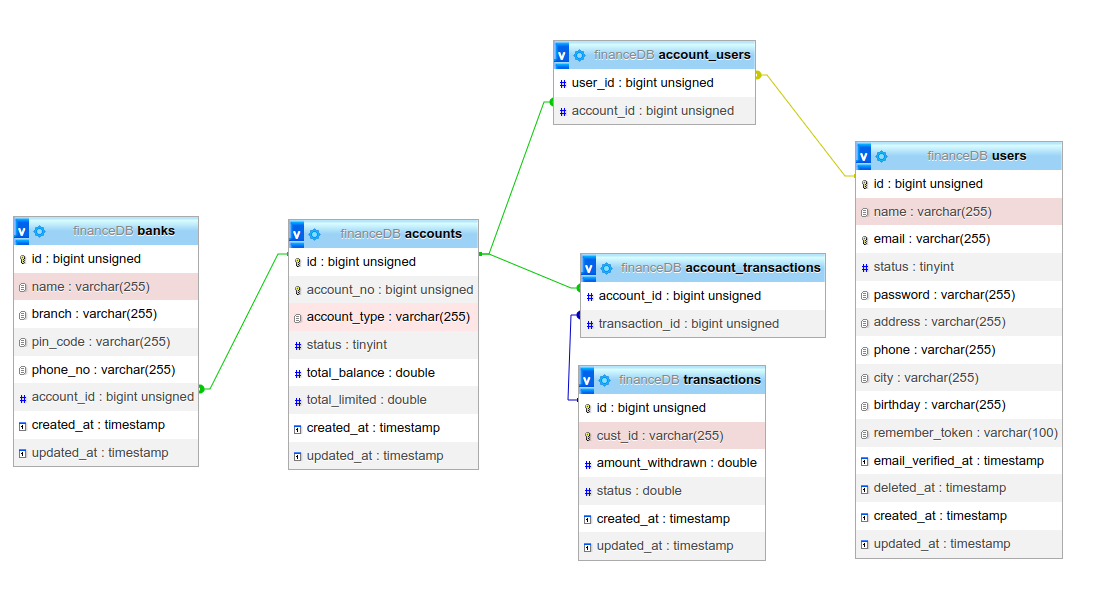 v financeDB account_users
# user_id : bigint unsigned
# account_id : bigint unsigned
v financeDB users
id : bigint unsigned
name : varchar(255)
email : varchar(255)
# status : tinyint
password : varchar(255)
address : varchar(255)
phone : varchar(255)
city : varchar(255)
birthday : varchar(255)
remember_token : varchar(100)
email_verified_at : timestamp
deleted_at : timestamp
created_at : timestamp
updated_at : timestamp
v financeDB banks
id : bigint unsigned
name : varchar(255)
branch : varchar(255)
pin_code : varchar(255)
phone_no : varchar(255)
# account_id : bigint unsigned
created_at : timestamp
updated_at : timestamp
v financeDB accounts
id : bigint unsigned
account_no : bigint unsigned
account_type : varchar(255)
# status : tinyint
# total_balance : double
# total_limited : double
created_at : timestamp
updated_at : timestamp
v financeDB account_transactions
# account_id : bigint unsigned
# transaction_id : bigint unsigned
v financeDB transactions
id : bigint unsigned
cust_id : varchar(255)
# amount_withdrawn : double
# status : double
created_at : timestamp
updated_at : timestamp